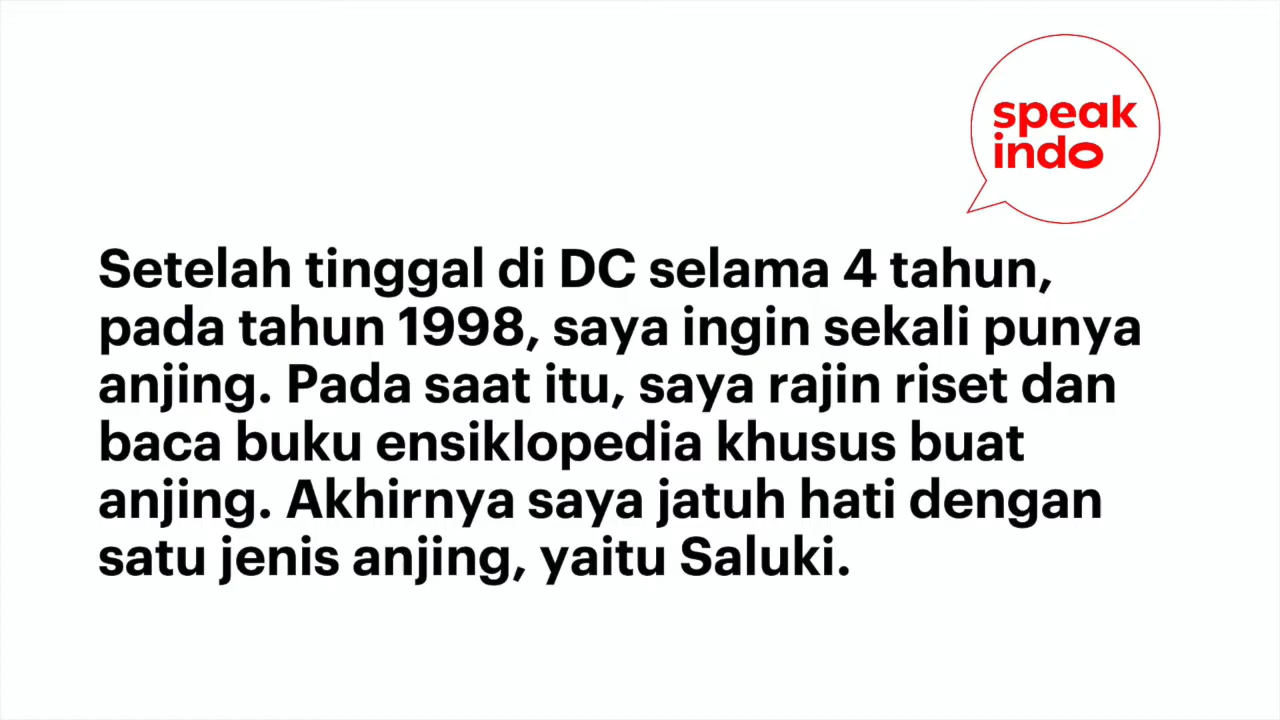 speak
indo
Setelah tinggal di DC selama 4 tahun,
pada tahun 1998, saya ingin sekali punya
anjing. Pada saat itu, saya rajin riset dan
baca buku ensiklopedia khusus buat
anjing. Akhirnya saya jatuh hati dengan
satu jenis anjing, yaitu Saluki.